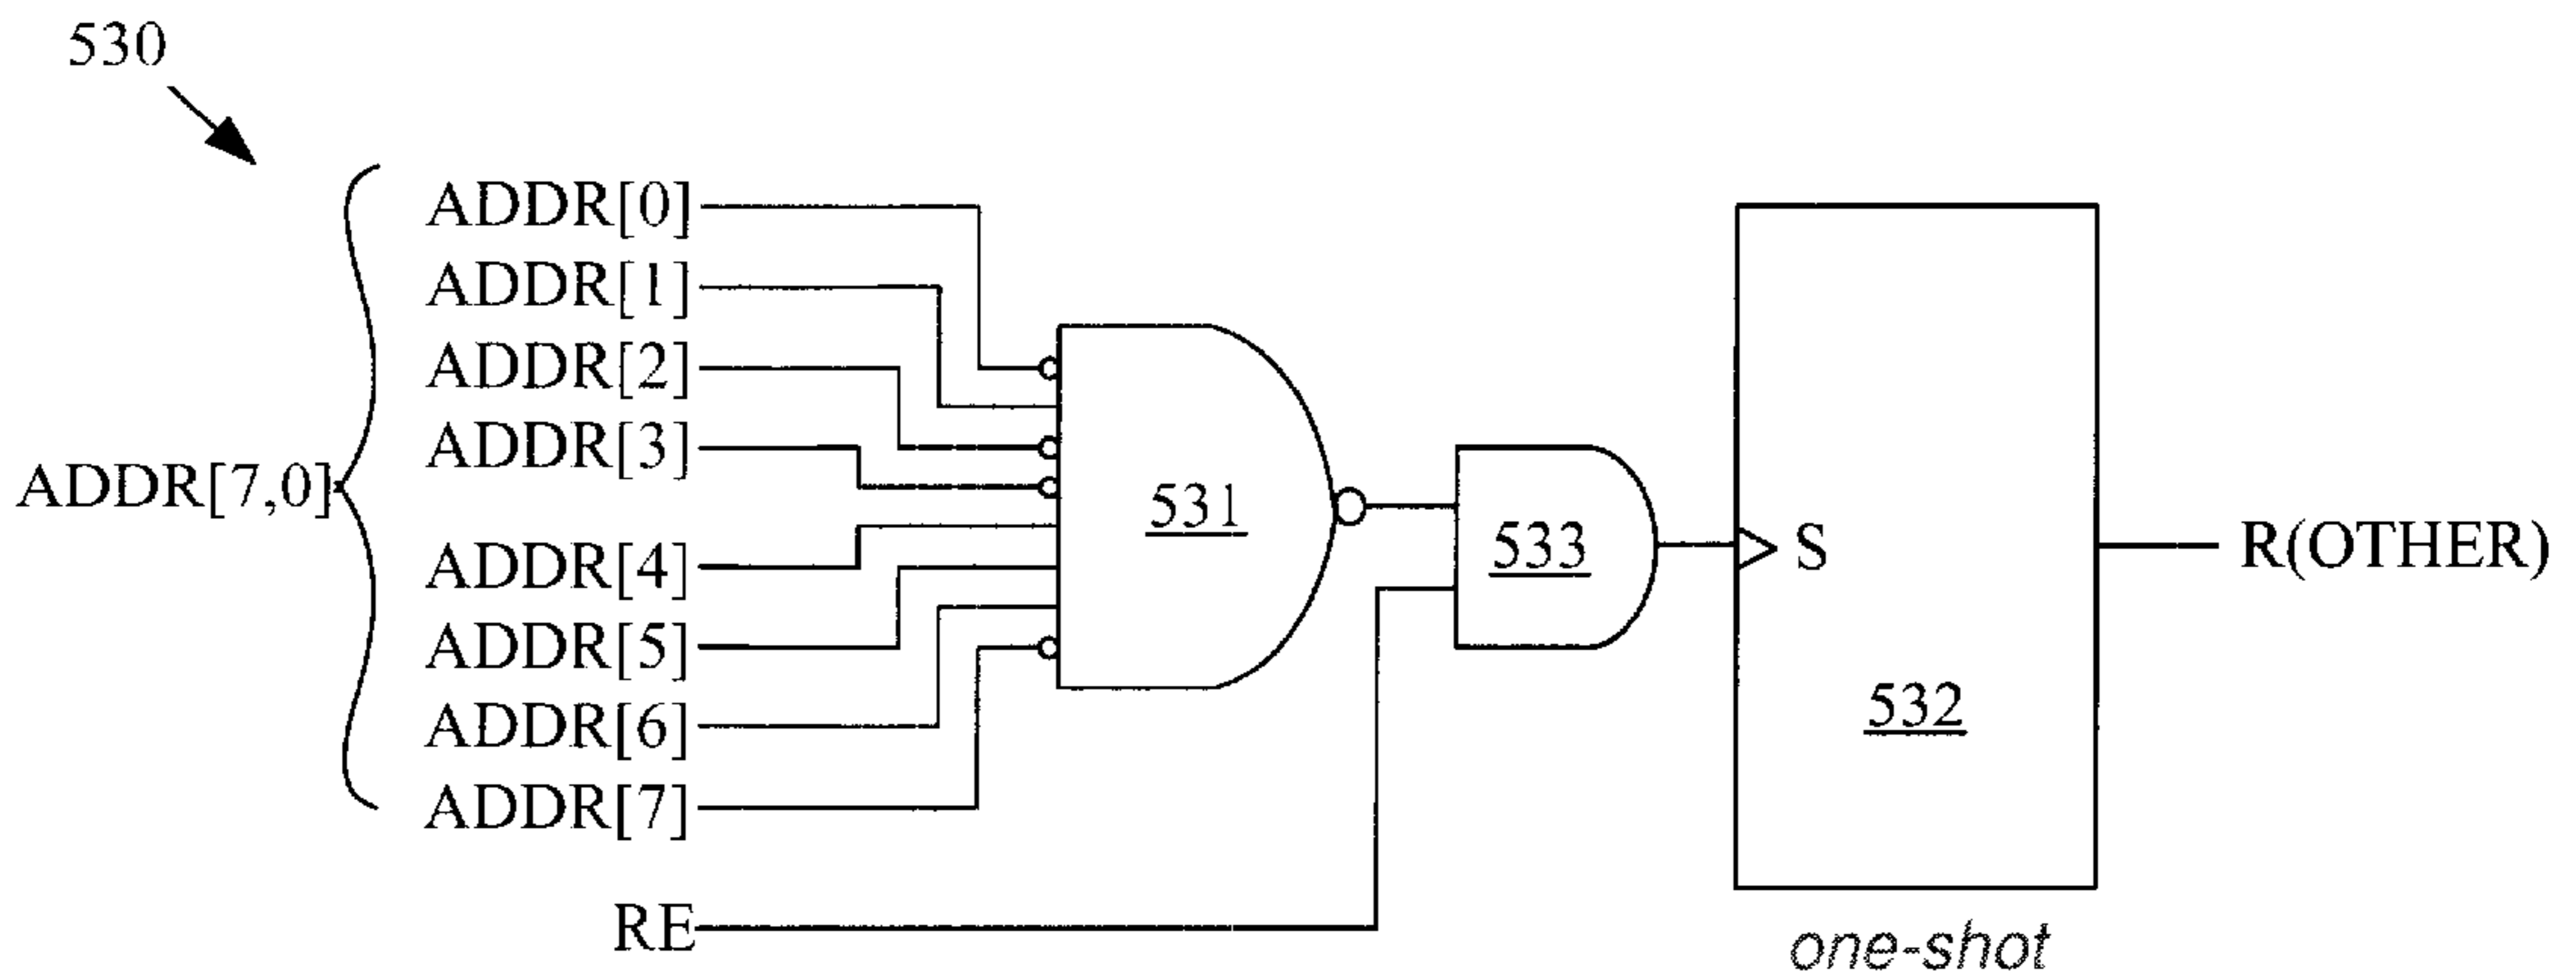 530
ADDR[0]
ADDR[1]
ADDR[2]
ADDR[3]
ADDR[7,0]
ADDR[4]
ADDR[5]
ADDR[6]
ADDR[7]
RE
531
533
S
532
R(OTHER)
one-shot